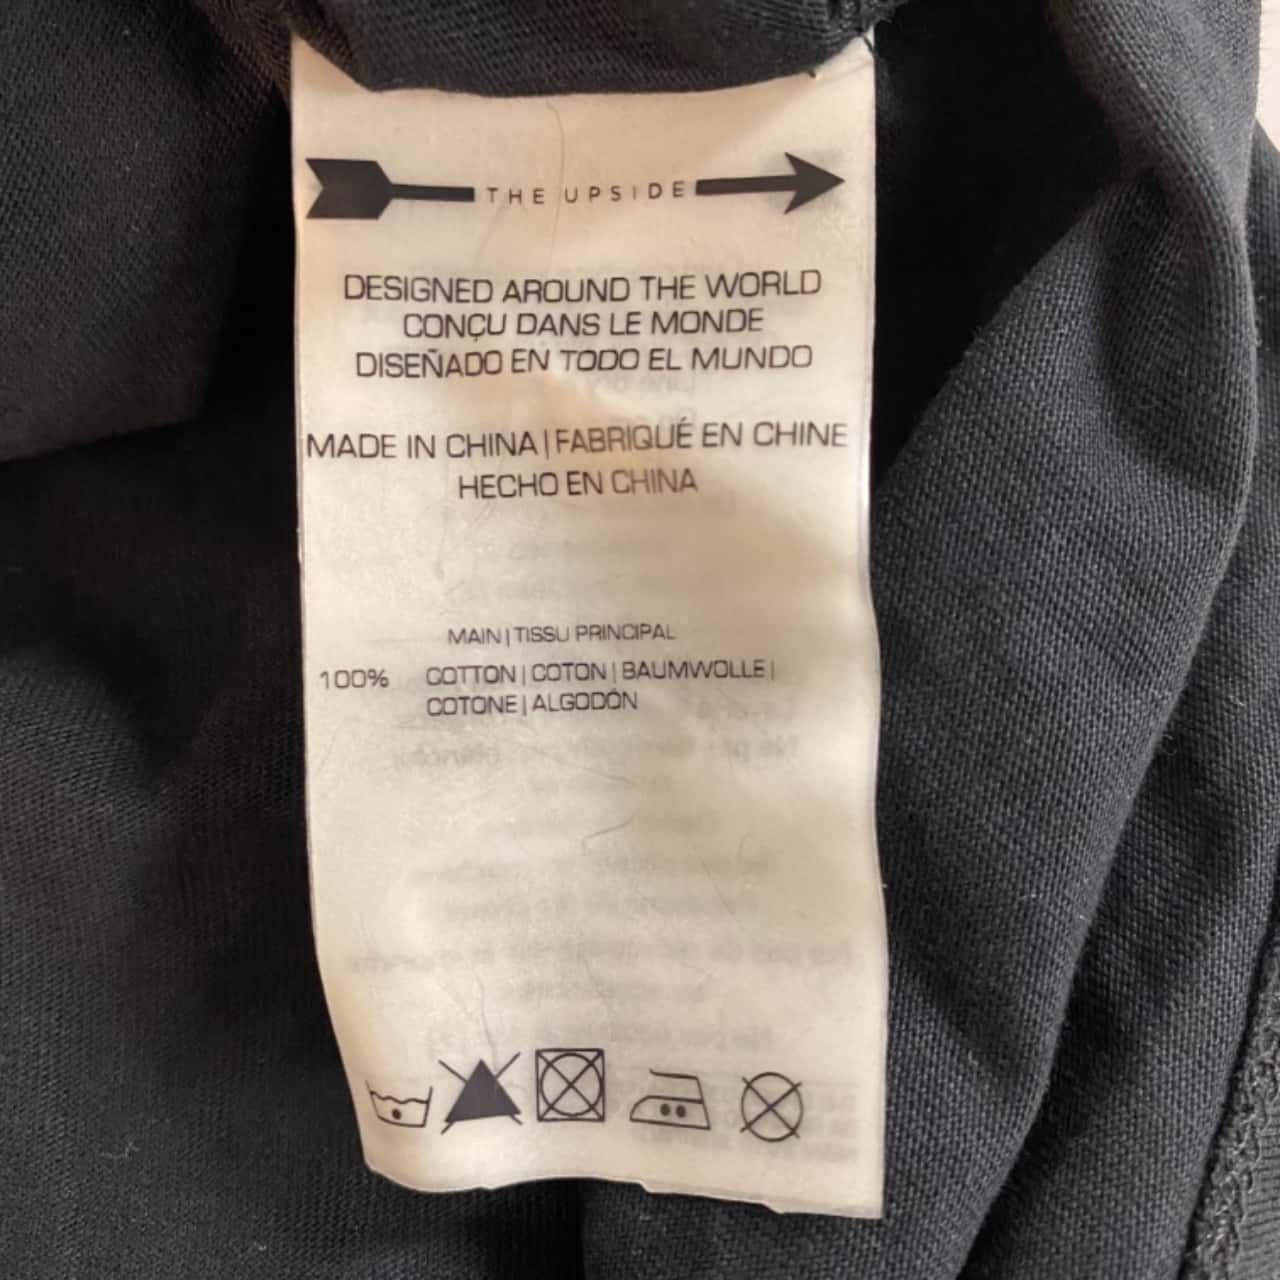 THE UPSIDE
DESIGNED AROUND THE WORLD
CONÇU DANS LE MONDE
DISEÑADO EN TODO EL MUNDO
MADE IN CHINA | FABRIQUÉ EN CHINE
HECHO EN CHINA
MAIN | TISSU PRINCIPAL
100% COTTON | COTON | BAUMWOLLE |
COTONE | ALGODÓN